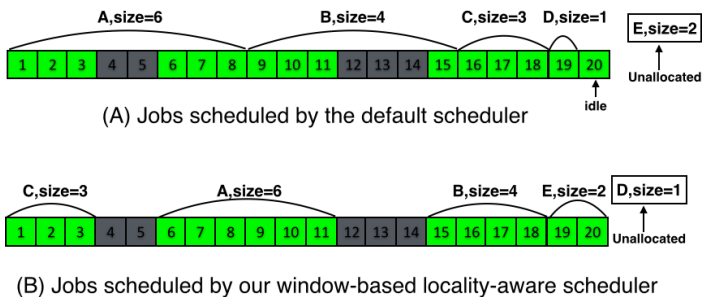 A,size=6 B,size=4 C,size=3 D,size=1 E,size=2
1 2 3 4 5 6 7 8 9 10 11 12 13 14 15 16 17 18 19 20
Unallocated
idle
(A) Jobs scheduled by the default scheduler
C,size=3 A,size=6 B,size=4 E,size=2 D,size=1
1 2 3 4 5 6 7 8 9 10 11 12 13 14 15 16 17 18 19 20
Unallocated
(B) Jobs scheduled by our window-based locality-aware scheduler